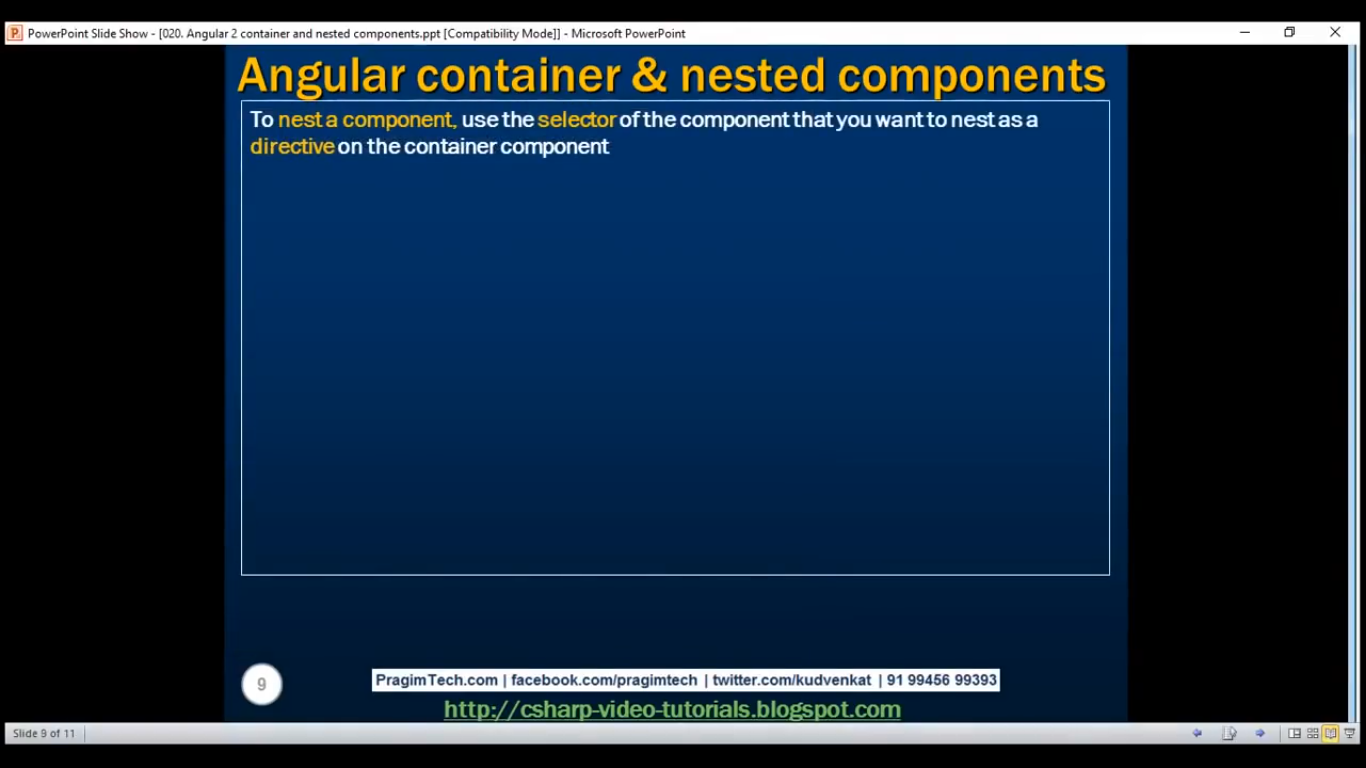 PowerPoint Slide Show - [020. Angular 2 container and nested components.ppt [Compatibility Mode]] - Microsoft PowerPoint
Angular container & nested components
To nest a component, use the selector of the component that you want to nest as a
directive on the container component
9
PragimTech.com | facebook.com/pragimtech | twitter.com/kudvenkat | 91 99456 99393
http://csharp-video-tutorials.blogspot.com
Slide 9 of 11